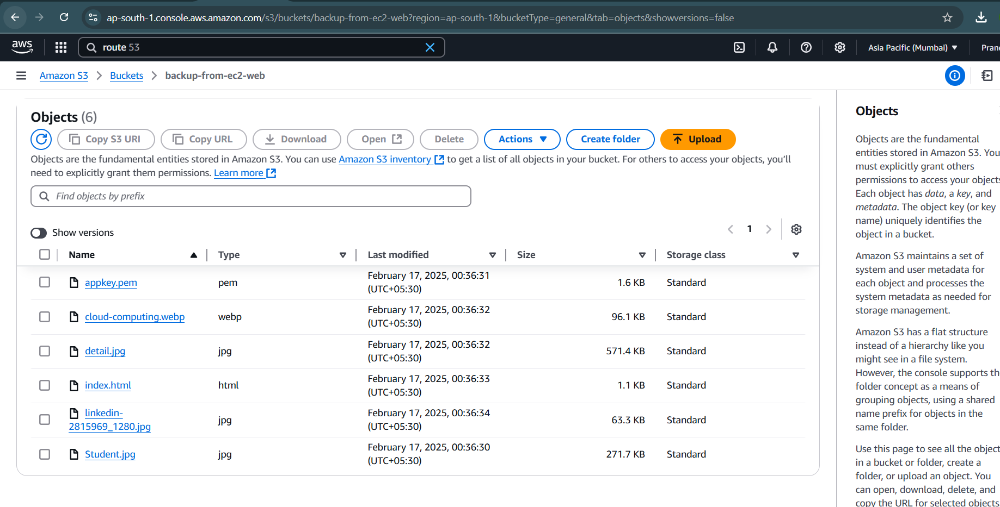 ap-south-1.console.aws.amazon.com/s3/buckets/backup-from-ec2-web?region=ap-south-1&bucketType=general&tab=objects&showversions=false
aws
route 53
Asia Pacific (Mumbai)
Amazon S3
Buckets
backup-from-ec2-web
Objects (6)
Copy S3 URI
Copy URL
Download
Open
Delete
Actions
Create folder
Upload
Objects are the fundamental entities stored in Amazon S3. You can use Amazon S3 inventory to get a list of all objects in your bucket. For others to access your objects, you'll
need to explicitly grant them permissions. Learn more
Find objects by prefix
Show versions
1
Name Type Last modified Size Storage class
appkey.pem pem February 17, 2025, 00:36:31 (UTC+05:30) 1.6 KB Standard
cloud-computing.webp webp February 17, 2025, 00:36:32 (UTC+05:30) 96.1 KB Standard
detail.jpg jpg February 17, 2025, 00:36:32 (UTC+05:30) 571.4 KB Standard
index.html html February 17, 2025, 00:36:33 (UTC+05:30) 1.1 KB Standard
linkedin-2815969_1280.jpg jpg February 17, 2025, 00:36:34 (UTC+05:30) 63.3 KB Standard
Student.jpg jpg February 17, 2025, 00:36:30 (UTC+05:30) 271.7 KB Standard
Objects
Objects are the fundamental
entities stored in Amazon S3. You
must explicitly grant others
permissions to access your objects
Each object has data, a key, and
metadata. The object key (or key
name) uniquely identifies the
object in a bucket.
Amazon S3 maintains a set of
system and user metadata for
each object and processes the
system metadata as needed for
storage management.
Amazon S3 has a flat structure
instead of a hierarchy like you
might see in a file system.
However, the console supports th
folder concept as a means of
grouping objects, using a shared
name prefix for objects in the
same folder.
Use this page to see all the object
in a bucket or folder, create a
folder, or upload an object. You
can open, download, delete, and
copy the URL for selected objects